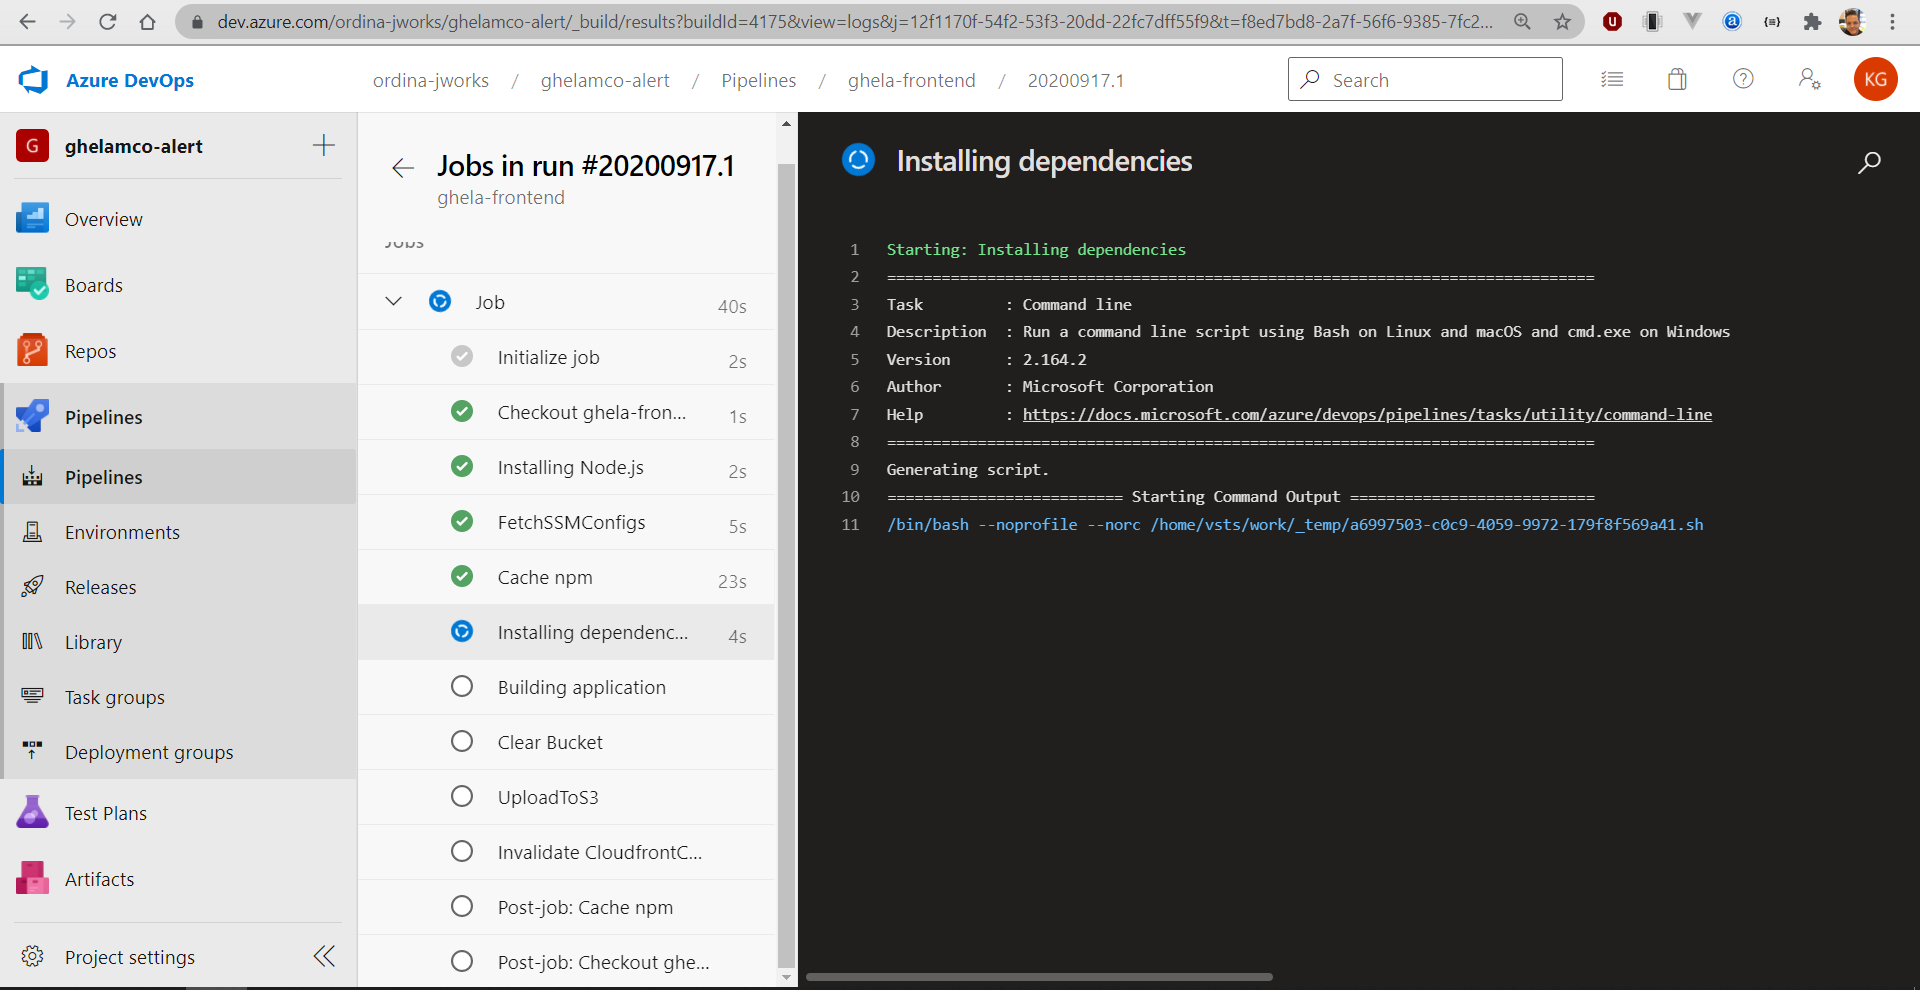 dev.azure.com/ordina-jworks/ghelamco-alert/_build/results?buildId=4175&view=logs&j=12f1170f-54f2-53f3-20dd-22fc7dff55f9&t=f8ed7bd8-2a7f-56f6-9385-7fc2...
Azure DevOps
ordina-jworks / ghelamco-alert / Pipelines / ghela-frontend / 20200917.1
Search
KG
G ghelamco-alert
Overview
Boards
Repos
Pipelines
Pipelines
Environments
Releases
Library
Task groups
Deployment groups
Test Plans
Artifacts
Project settings
Jobs in run #20200917.1
ghela-frontend
Jobs
Job 40s
Initialize job 2s
Checkout ghela-fron... 1s
Installing Node.js 2s
FetchSSMConfigs 5s
Cache npm 23s
Installing dependenc... 4s
Building application
Clear Bucket
UploadToS3
Invalidate CloudfrontC...
Post-job: Cache npm
Post-job: Checkout ghe...
Installing dependencies
1 Starting: Installing dependencies
2 ==============================================================================
3 Task : Command line
4 Description : Run a command line script using Bash on Linux and macOS and cmd.exe on Windows
5 Version : 2.164.2
6 Author : Microsoft Corporation
7 Help : https://docs.microsoft.com/azure/devops/pipelines/tasks/utility/command-line
8 ==============================================================================
9 Generating script.
10 ========================== Starting Command Output ===========================
11 /bin/bash --noprofile --norc /home/vsts/work/_temp/a6997503-c0c9-4059-9972-179f8f569a41.sh